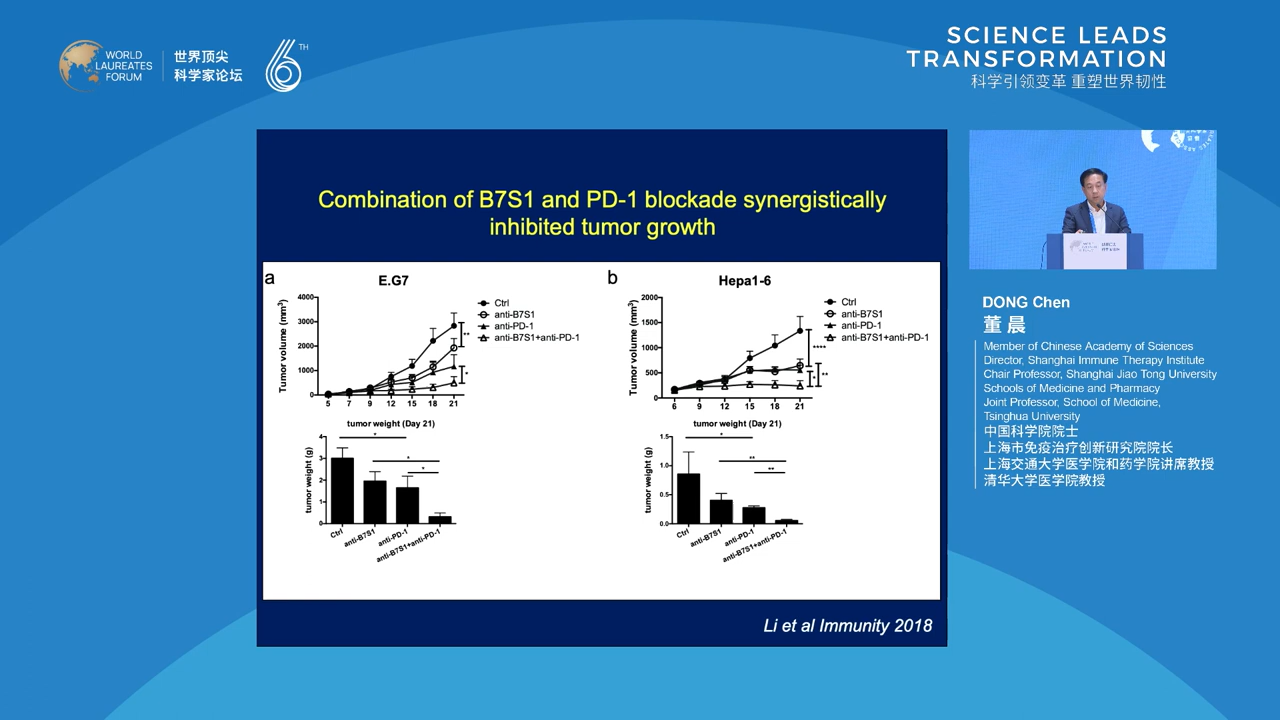 WORLD
LAUREATES
FORUM
世界顶尖
科学家论坛
6TH
SCIENCE LEADS
TRANSFORMATION
科学引领变革 重塑世界韧性
Combination of B7S1 and PD-1 blockade synergistically
inhibited tumor growth
a
E.G7
Tumor volume (mm³)
4000
3000
2000
1000
0
5 7 9 12 15 18 21
Ctrl
anti-B7S1
anti-PD-1
anti-B7S1+anti-PD-1
**
*
tumor weight (Day 21)
tumor weight (g)
4
3
2
1
0
*
*
*
Ctrl
anti-B7S1
anti-PD-1
anti-B7S1+anti-PD-1
b
Hepa1-6
Tumor volume (mm³)
2000
1500
1000
500
0
6 9 12 15 18 21
Ctrl
anti-B7S1
anti-PD-1
anti-B7S1+anti-PD-1
****
*
**
tumor weight (Day 21)
tumor weight (g)
1.5
1.0
0.5
0.0
*
**
**
Ctrl
anti-B7S1
anti-PD-1
anti-B7S1+anti-PD-1
Li et al Immunity 2018
DONG Chen
董 晨
Member of Chinese Academy of Sciences
Director, Shanghai Immune Therapy Institute
Chair Professor, Shanghai Jiao Tong University
Schools of Medicine and Pharmacy
Joint Professor, School of Medicine,
Tsinghua University
中国科学院院士
上海市免疫治疗创新研究院院长
上海交通大学医学院和药学院讲席教授
清华大学医学院教授